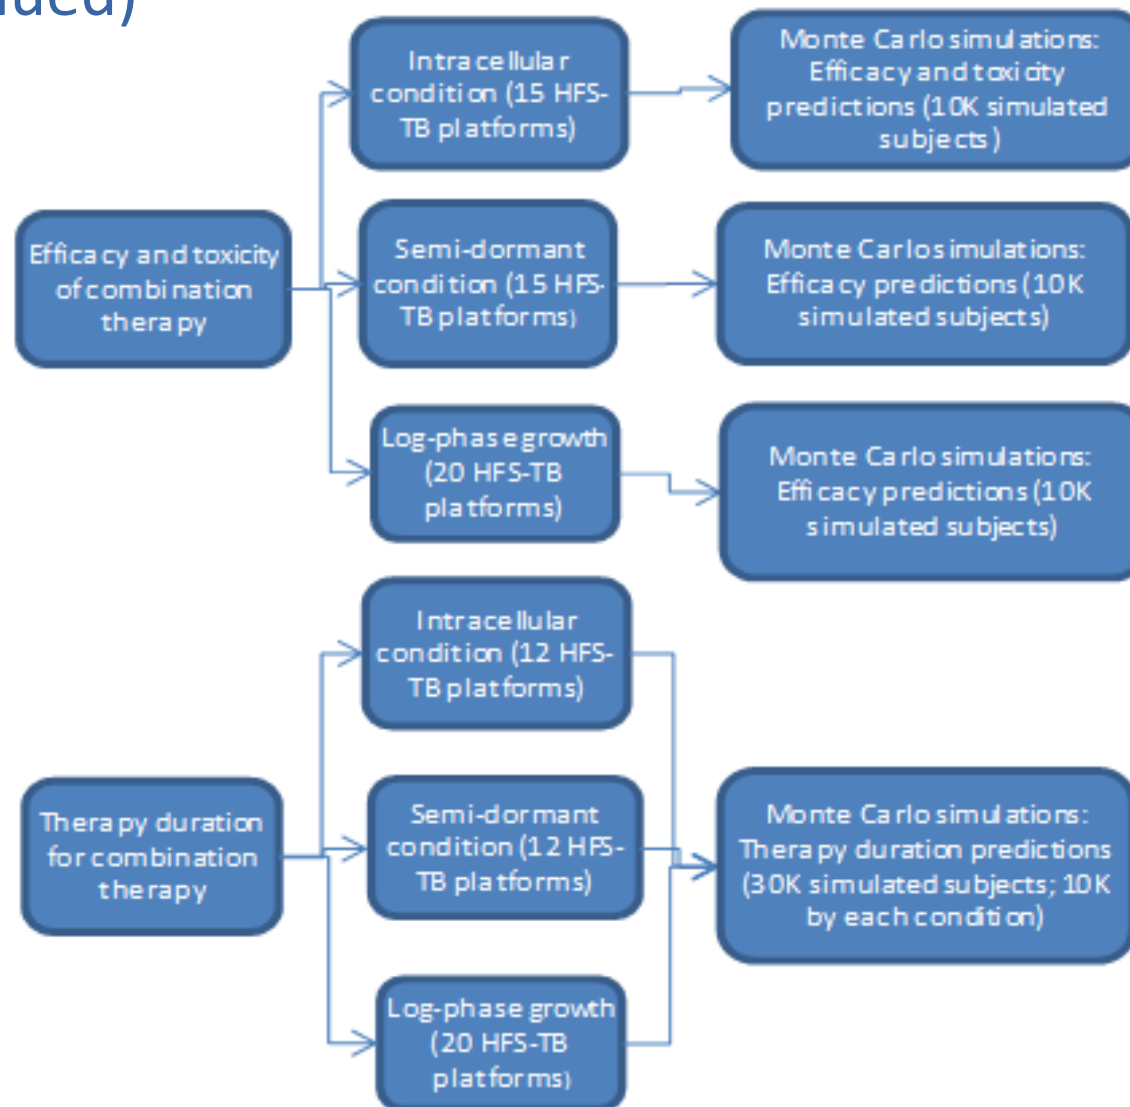 nued)
Intracellular
condition (15 HFS-
TB platforms)
Monte Carlo simulations:
Efficacy and toxicity
predictions (10K simulated
subjects)
Efficacy and toxicity
of combination
therapy
Semi-dormant
condition (15 HFS-
TB platforms)
Monte Carlo simulations:
Efficacy predictions (10K
simulated subjects)
Log-phase growth
(20 HFS-TB
platforms)
Monte Carlo simulations:
Efficacy predictions (10K
simulated subjects)
Intracellular
condition (12 HFS-
TB platforms)
Therapy duration
for combination
therapy
Semi-dormant
condition (12 HFS-
TB platforms)
Monte Carlo simulations:
Therapy duration predictions
(30K simulated subjects; 10K
by each condition)
Log-phase growth
(20 HFS-TB
platforms)